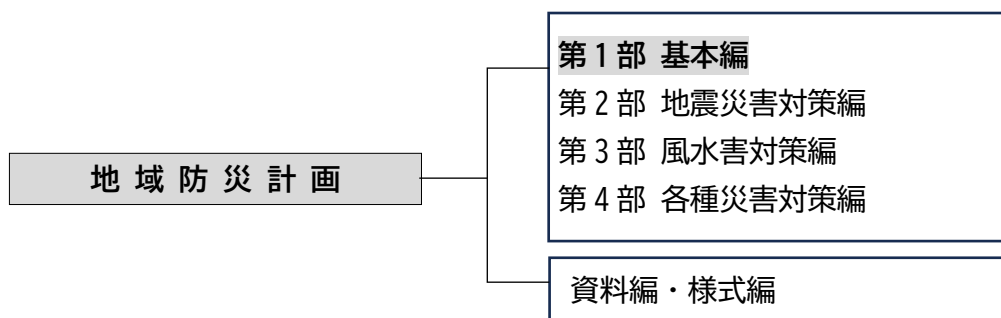 地域防災計画
第1部 基本編
第2部 地震災害対策編
第3部 風水害対策編
第4部 各種災害対策編
資料編・様式編